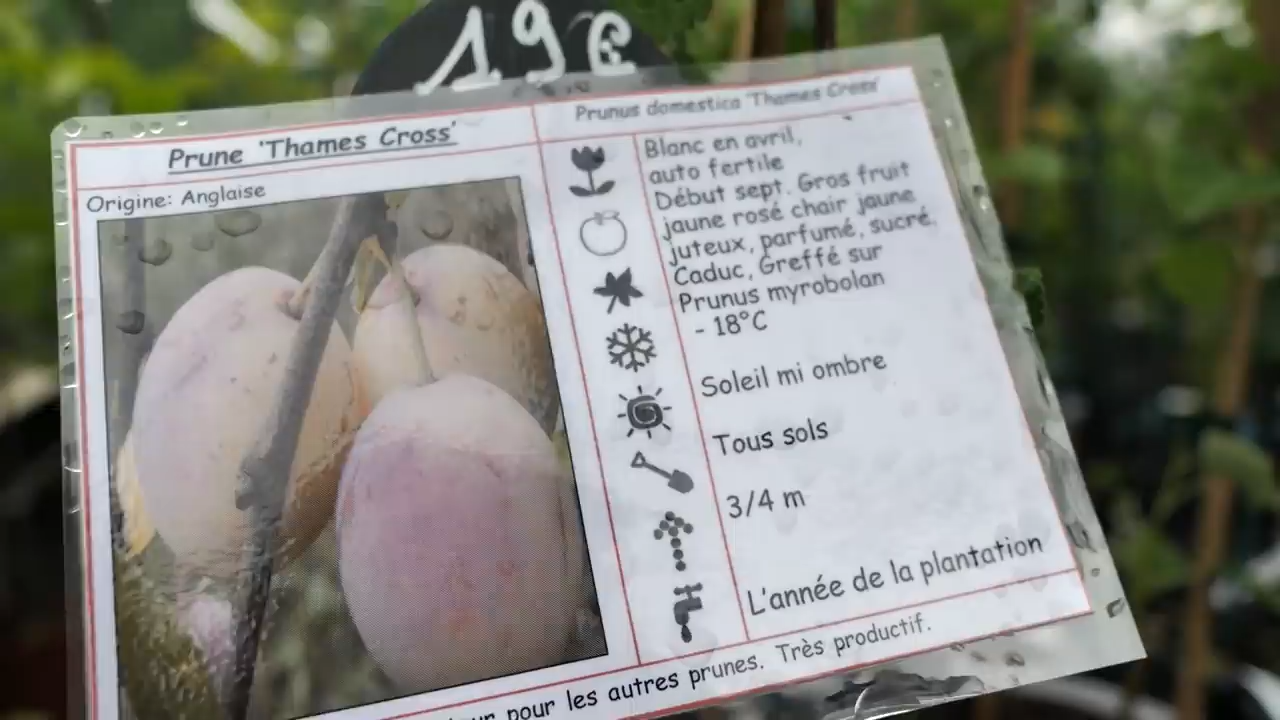 19€
Prune 'Thames Cross'
Origine: Anglaise
Prunus domestica 'Thames Cross'
Blanc en avril,
auto fertile
Début sept. Gros fruit
jaune rosé chair jaune
juteux, parfumé, sucré.
Caduc, Greffé sur
Prunus myrobolan
- 18°C
Soleil mi ombre
Tous sols
3/4 m
L'année de la plantation
pour les autres prunes. Très productif.